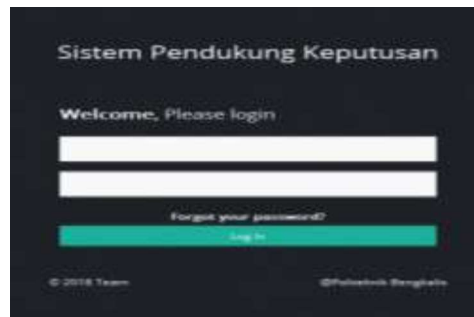 Sistem Pendukung Keputusan
Welcome, Please login
Forgot your password?
Log In
© 2018 Team
@Politeknik Bengkalis